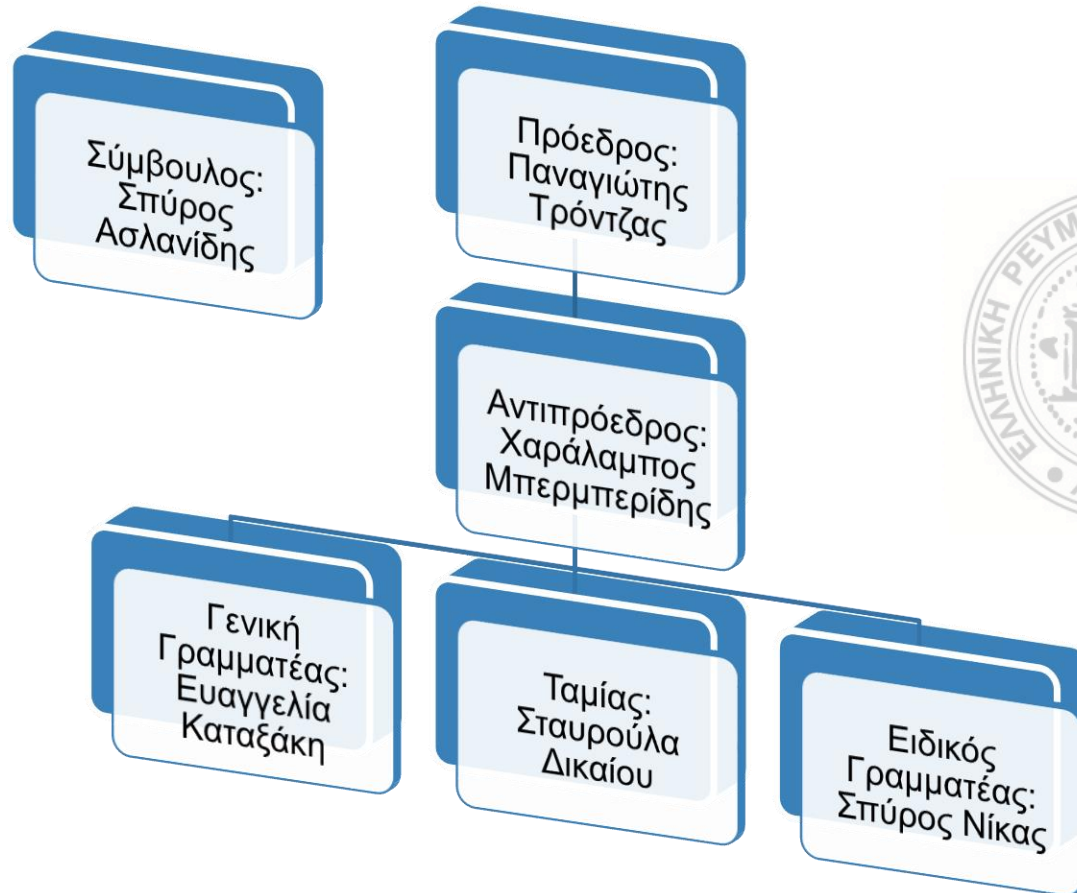 Σύμβουλος:
Σπύρος
Ασλανίδης
Πρόεδρος:
Παναγιώτης
Τρόντζας
Αντιπρόεδρος:
Χαράλαμπος
Μπερμπερίδης
Γενική
Γραμματέας:
Ευαγγελία
Καταξάκη
Ταμίας:
Σταυρούλα
Δικαίου
Ειδικός
Γραμματέας:
Σπύρος Νίκας
ΕΛΛΗΝΙΚΗ